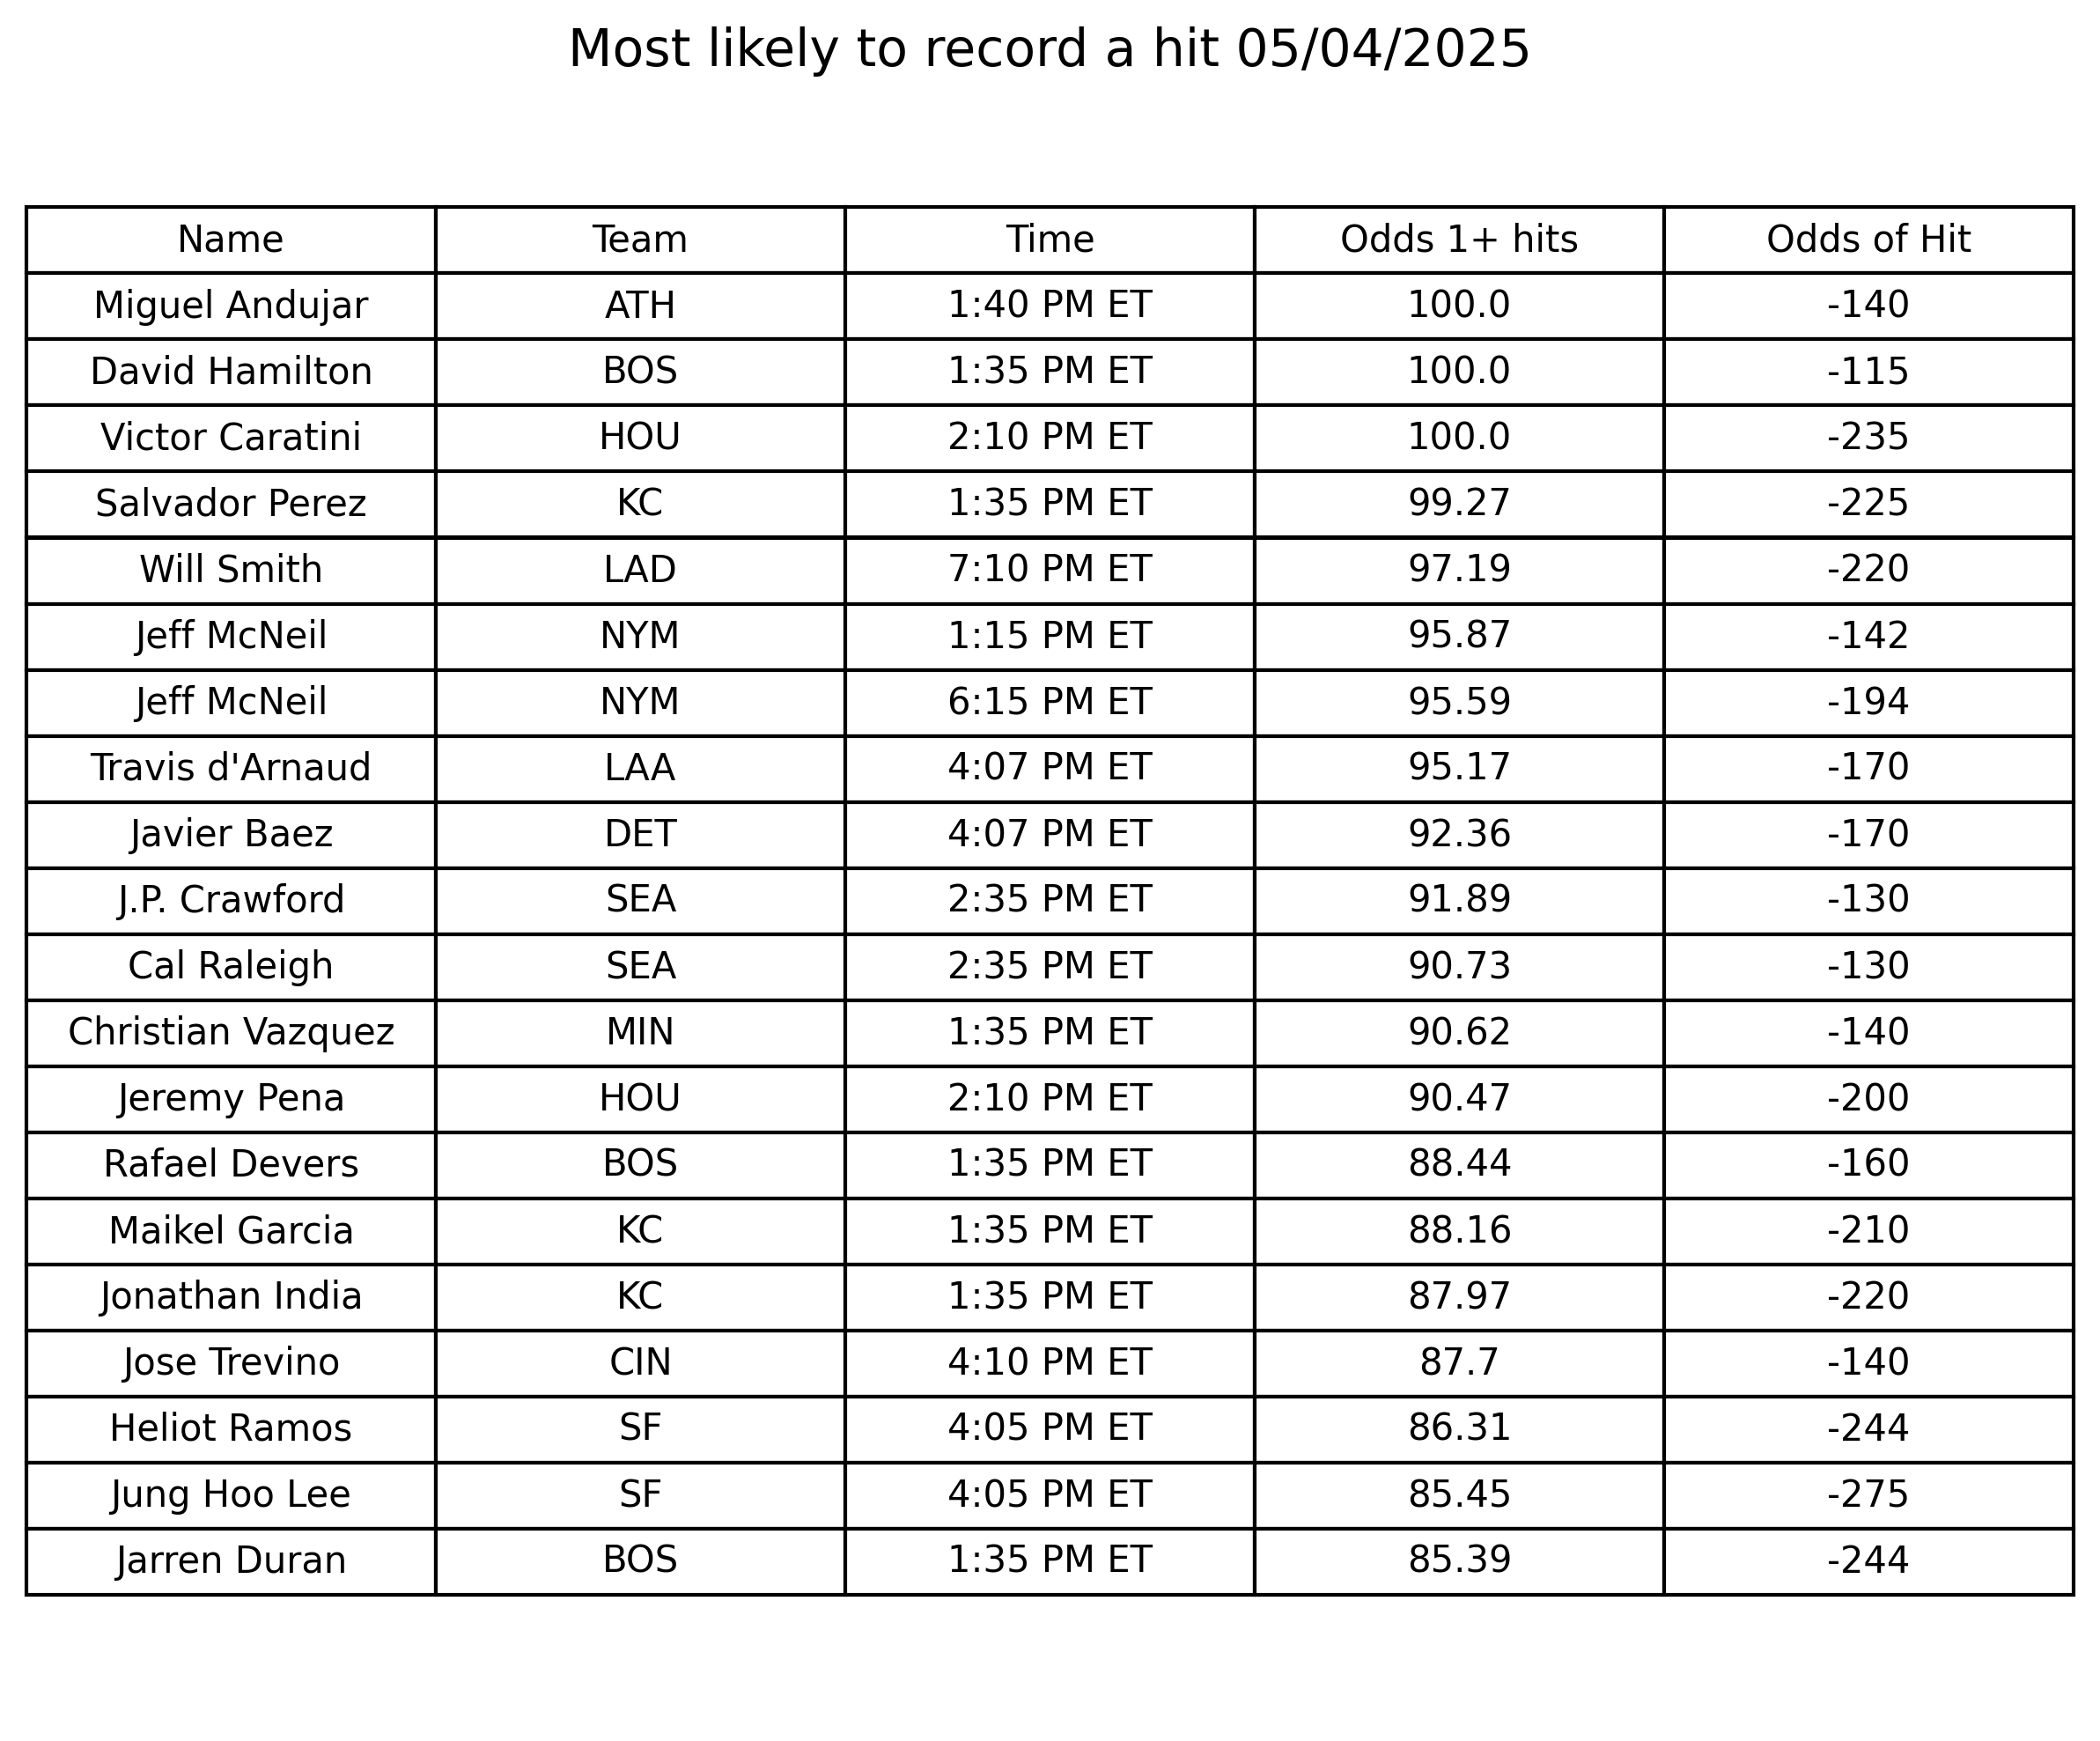 Most likely to record a hit 05/04/2025
Name Team Time Odds 1+ hits Odds of Hit
Miguel Andujar ATH 1:40 PM ET 100.0 -140
David Hamilton BOS 1:35 PM ET 100.0 -115
Victor Caratini HOU 2:10 PM ET 100.0 -235
Salvador Perez KC 1:35 PM ET 99.27 -225
Will Smith LAD 7:10 PM ET 97.19 -220
Jeff McNeil NYM 1:15 PM ET 95.87 -142
Jeff McNeil NYM 6:15 PM ET 95.59 -194
Travis d'Arnaud LAA 4:07 PM ET 95.17 -170
Javier Baez DET 4:07 PM ET 92.36 -170
J.P. Crawford SEA 2:35 PM ET 91.89 -130
Cal Raleigh SEA 2:35 PM ET 90.73 -130
Christian Vazquez MIN 1:35 PM ET 90.62 -140
Jeremy Pena HOU 2:10 PM ET 90.47 -200
Rafael Devers BOS 1:35 PM ET 88.44 -160
Maikel Garcia KC 1:35 PM ET 88.16 -210
Jonathan India KC 1:35 PM ET 87.97 -220
Jose Trevino CIN 4:10 PM ET 87.7 -140
Heliot Ramos SF 4:05 PM ET 86.31 -244
Jung Hoo Lee SF 4:05 PM ET 85.45 -275
Jarren Duran BOS 1:35 PM ET 85.39 -244